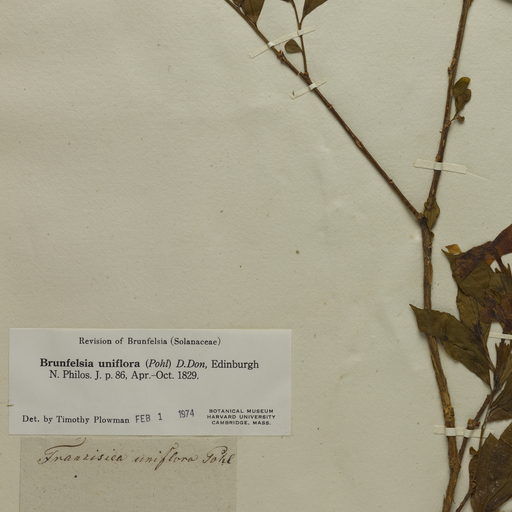 Revision of Brunfelsia (Solanaceae)
Brunfelsia uniflora (Pohl) D.Don, Edinburgh
N. Philos. J. p. 86, Apr.-Oct. 1829.
Det. by Timothy Plowman FEB 1 1974
BOTANICAL MUSEUM
HARVARD UNIVERSITY
CAMBRIDGE, MASS.
Franzisica uniflora Pohl